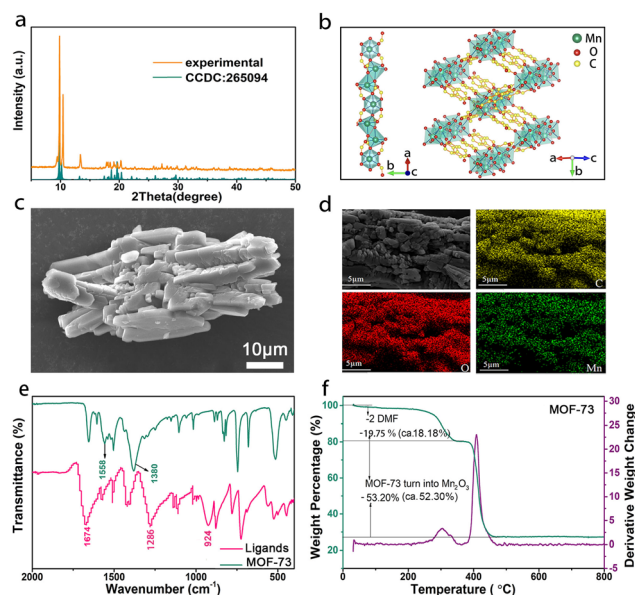 a
Intensity (a.u.)
experimental
CCDC:265094
0 10 20 30 40 50
2Theta(degree)
b
Mn
O
C
a
b c
a c
b
c
10μm
d
5μm
5μm C
5μm O
5μm Mn
e
Transmittance (%)
1558
1380
1674
1286
924
Ligands
MOF-73
2000 1500 1000 500
Wavenumber (cm-1)
f
MOF-73
Weight Percentage (%)
100
80
60
40
20
-2 DMF
-19.75 % (ca.18.18%)
MOF-73 turn into Mn2O3
- 53.20% (ca. 52.30%)
0 200 400 600 800
Temperature ( °C)
30
25
20
15
10
5
0
-5
Derivative Weight Change